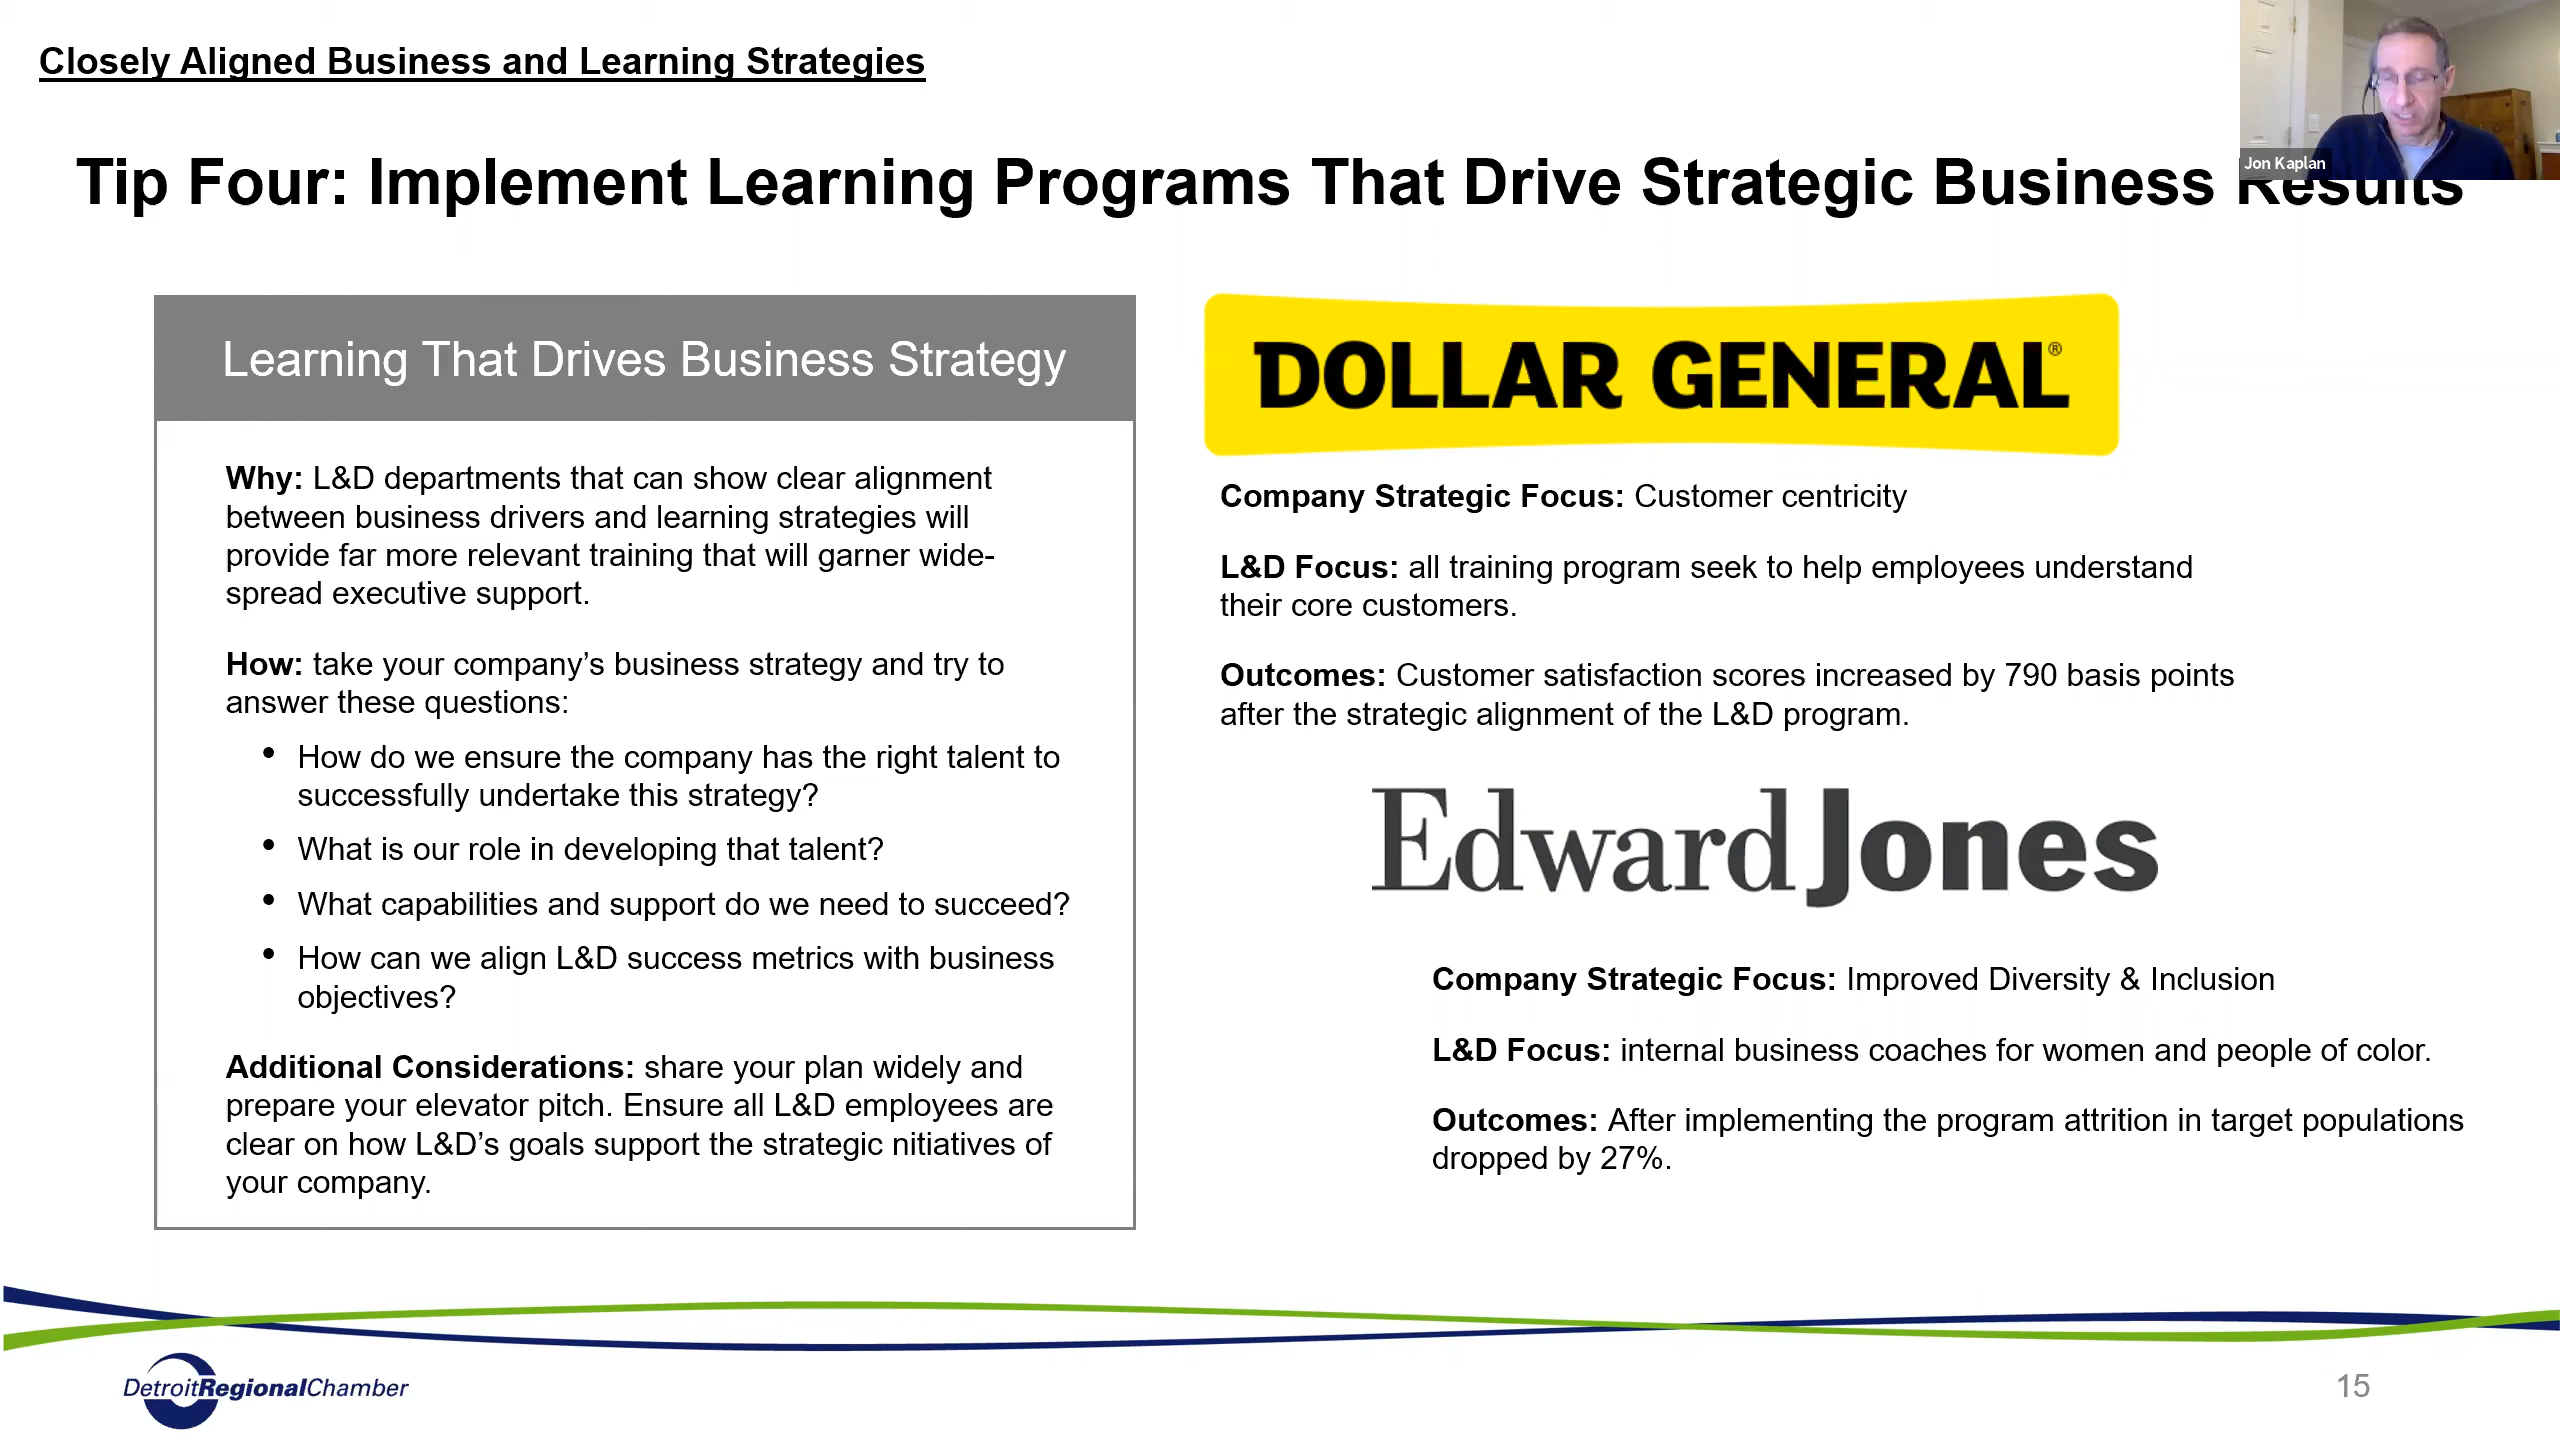 Closely Aligned Business and Learning Strategies
Jon Kaplan
Tip Four: Implement Learning Programs That Drive Strategic Business Results
Learning That Drives Business Strategy
Why: L&D departments that can show clear alignment
between business drivers and learning strategies will
provide far more relevant training that will garner wide-
spread executive support.
How: take your company’s business strategy and try to
answer these questions:
• How do we ensure the company has the right talent to
successfully undertake this strategy?
• What is our role in developing that talent?
• What capabilities and support do we need to succeed?
• How can we align L&D success metrics with business
objectives?
Additional Considerations: share your plan widely and
prepare your elevator pitch. Ensure all L&D employees are
clear on how L&D’s goals support the strategic nitiatives of
your company.
DOLLAR GENERAL®
Company Strategic Focus: Customer centricity
L&D Focus: all training program seek to help employees understand
their core customers.
Outcomes: Customer satisfaction scores increased by 790 basis points
after the strategic alignment of the L&D program.
Edward Jones
Company Strategic Focus: Improved Diversity & Inclusion
L&D Focus: internal business coaches for women and people of color.
Outcomes: After implementing the program attrition in target populations
dropped by 27%.
DetroitRegionalChamber
15